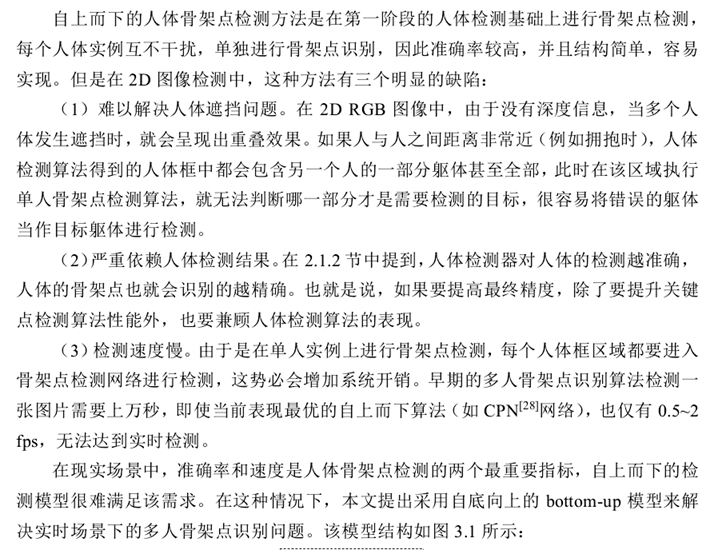 自上而下的人体骨架点检测方法是在第一阶段的人体检测基础上进行骨架点检测，
每个人体实例互不干扰，单独进行骨架点识别，因此准确率较高，并且结构简单，容易
实现。但是在 2D 图像检测中，这种方法有三个明显的缺陷：
（1）难以解决人体遮挡问题。在 2D RGB 图像中，由于没有深度信息，当多个人
体发生遮挡时，就会呈现出重叠效果。如果人与人之间距离非常近（例如拥抱时），人体
检测算法得到的人体框中都会包含另一个人的一部分躯体甚至全部，此时在该区域执行
单人骨架点检测算法，就无法判断哪一部分才是需要检测的目标，很容易将错误的躯体
当作目标躯体进行检测。
（2）严重依赖人体检测结果。在 2.1.2 节中提到，人体检测器对人体的检测越准确，
人体的骨架点也就会识别的越精确。也就是说，如果要提高最终精度，除了要提升关键
点检测算法性能外，也要兼顾人体检测算法的表现。
（3）检测速度慢。由于是在单人实例上进行骨架点检测，每个人体框区域都要进入
骨架点检测网络进行检测，这势必会增加系统开销。早期的多人骨架点识别算法检测一
张图片需要上万秒，即使当前表现最优的自上而下算法（如 CPN[28]网络），也仅有 0.5~2
fps，无法达到实时检测。
在现实场景中，准确率和速度是人体骨架点检测的两个最重要指标，自上而下的检
测模型很难满足该需求。在这种情况下，本文提出采用自底向上的 bottom-up 模型来解
决实时场景下的多人骨架点识别问题。该模型结构如图 3.1 所示：